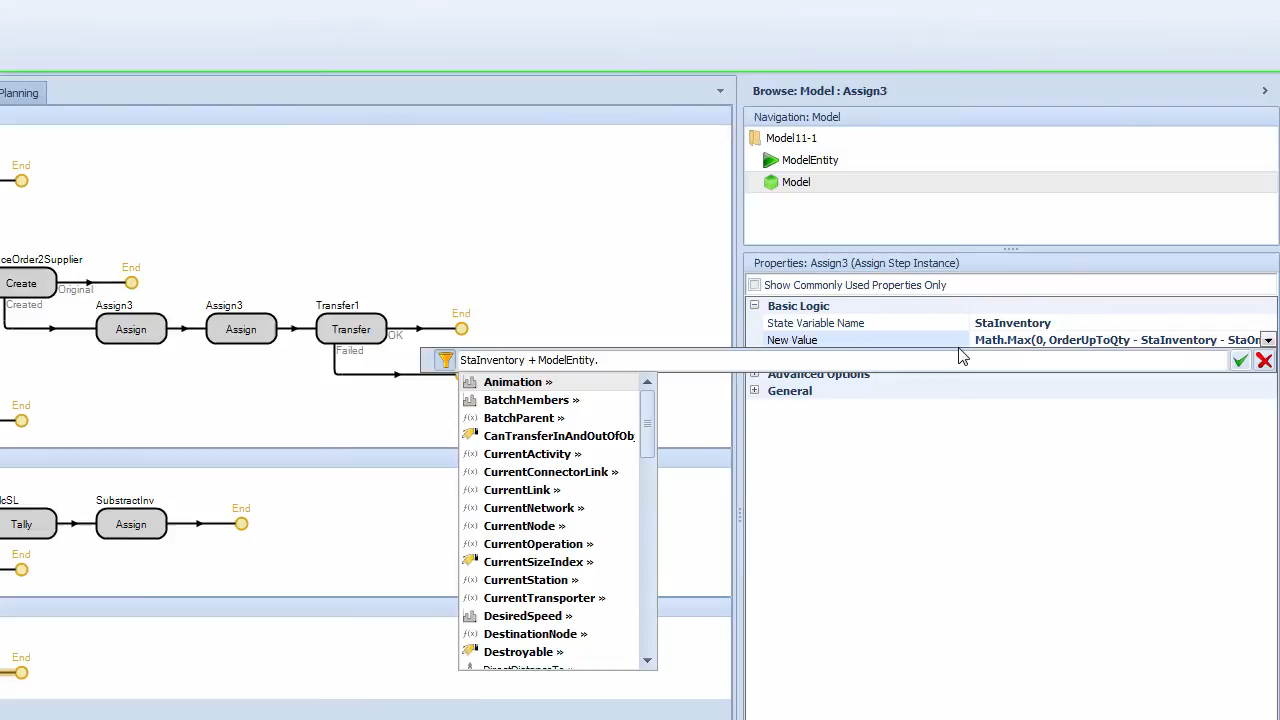 Planning
End
ceOrder2Supplier
Create
Original
End
Created
Assign3
Assign
Assign3
Assign
Transfer1
Transfer
OK
Failed
End
End
lcSL
Tally
SubstractInv
Assign
End
End
End
Browse: Model : Assign3
Navigation: Model
Model11-1
ModelEntity
Model
Properties: Assign3 (Assign Step Instance)
Show Commonly Used Properties Only
Basic Logic
State Variable Name StaInventory
New Value Math.Max(0, OrderUpToQty - StaInventory - StaOr
StaInventory + ModelEntity.
Advanced Options
General
Animation »
BatchMembers »
BatchParent »
CanTransferInAndOutOfObj
CurrentActivity »
CurrentConnectorLink »
CurrentLink »
CurrentNetwork »
CurrentNode »
CurrentOperation »
CurrentSizeIndex »
CurrentStation »
CurrentTransporter »
DesiredSpeed »
DestinationNode »
Destroyable »
DirectDistanceTo »